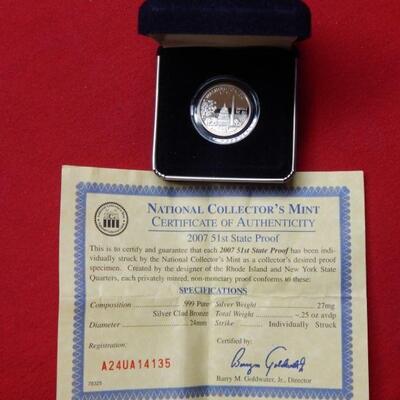 WASHINGTON
NATIONAL COLLECTOR'S MINT
CERTIFICATE OF AUTHENTICITY
2007 51st State Proof
This is to certify and guarantee that each 2007 51st State Proof has been indi-
vidually struck by the National Collector's Mint as a collector's desired proof
specimen. Created by the designer of the Rhode Island and New York State
Quarters, each privately minted, non-monetary proof conforms to these:
SPECIFICATIONS
Composition .999 Pure Silver Weight 27mg
Silver Clad Bronze Total Weight ~.25 oz avdp
Diameter 24mm Strike Individually Struck
Registration: Certified by:
A24UA14135
Barry M. Goldwater, Jr., Director